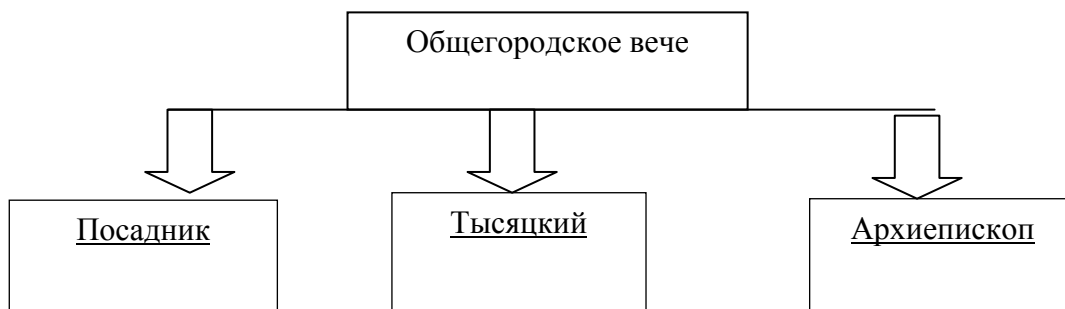 Общегородское вече
Посадник
Тысяцкий
Архиепископ